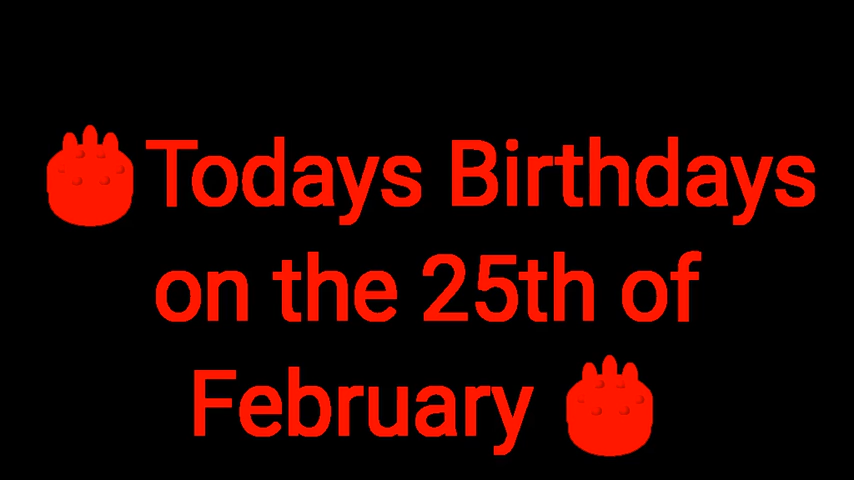 🎂Todays Birthdays
on the 25th of
February 🎂